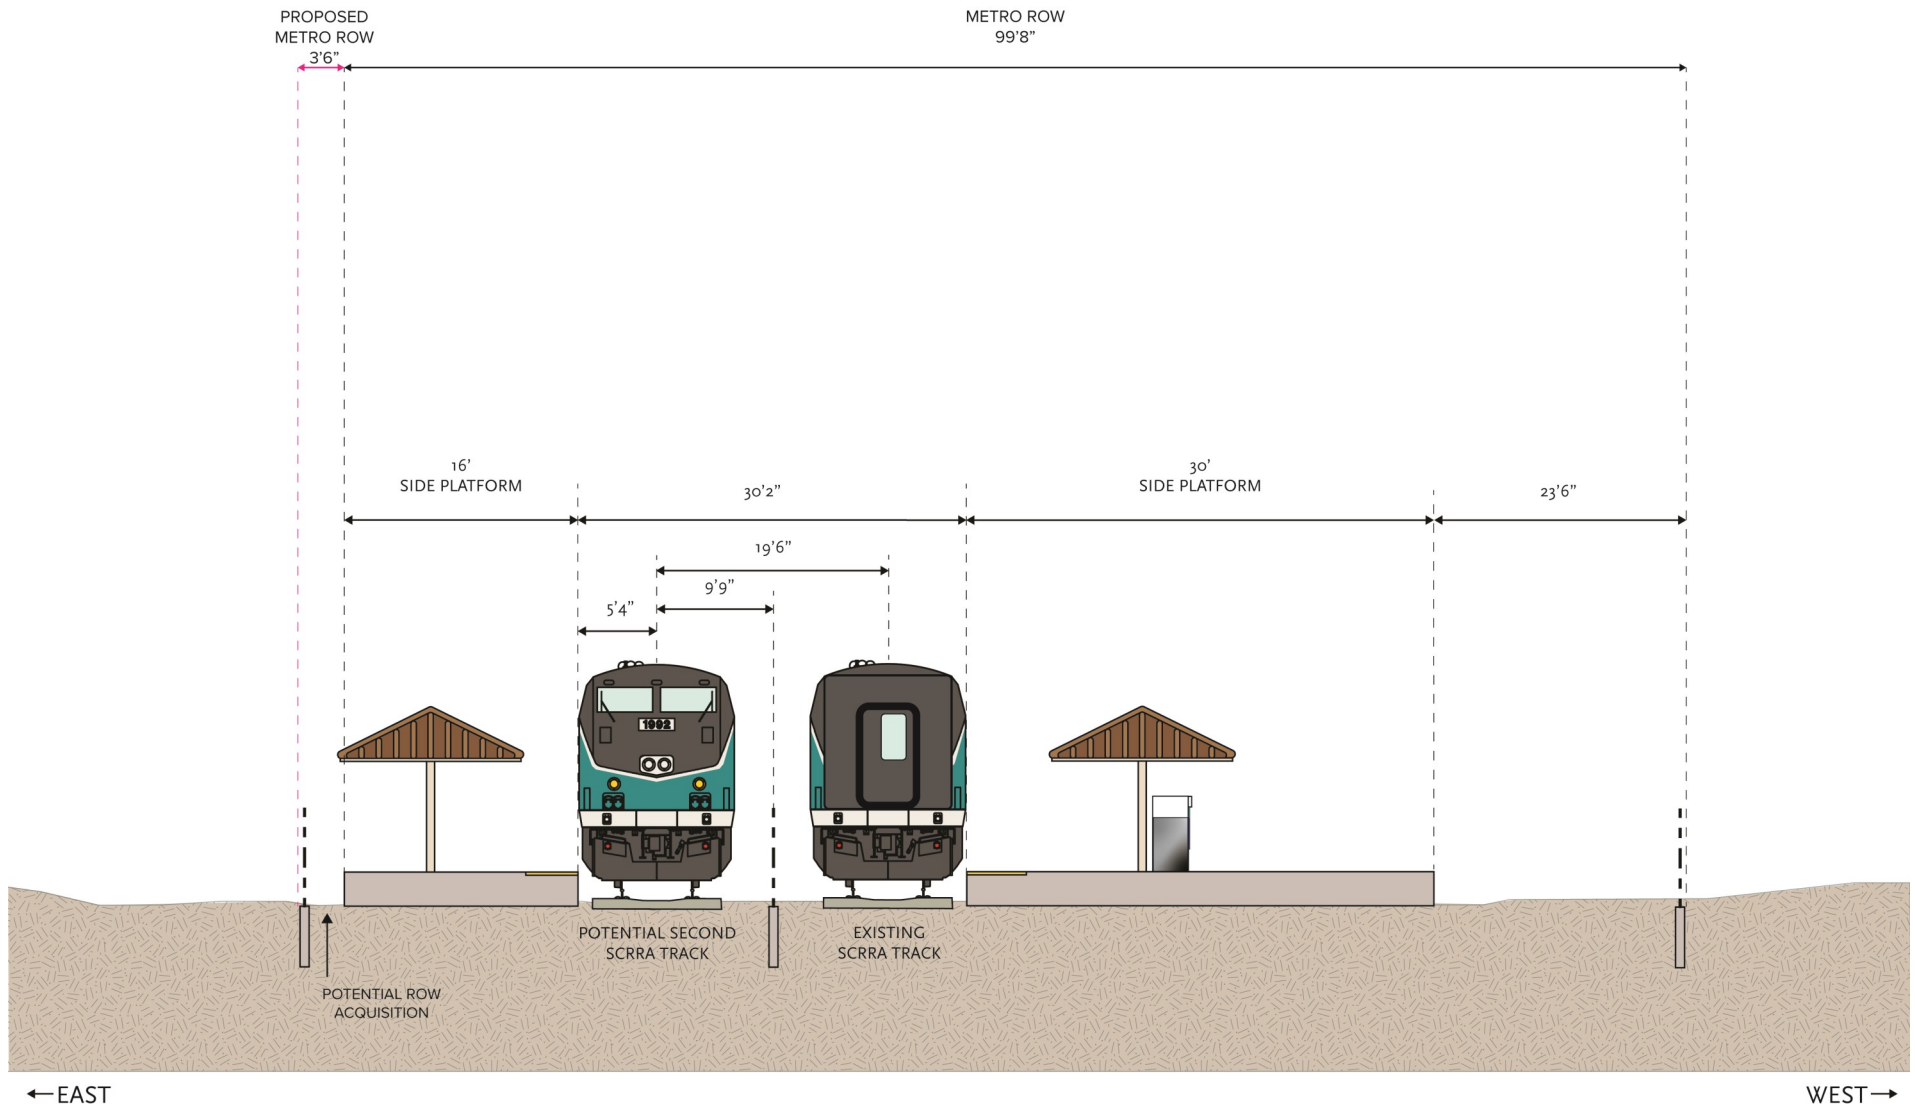 PROPOSED
METRO ROW
3'6"
METRO ROW
99'8"
16'
SIDE PLATFORM
30'2"
30'
SIDE PLATFORM
23'6"
19'6"
9'9"
5'4"
1992
POTENTIAL SECOND
SCRRA TRACK
EXISTING
SCRRA TRACK
POTENTIAL ROW
ACQUISITION
←EAST
WEST→